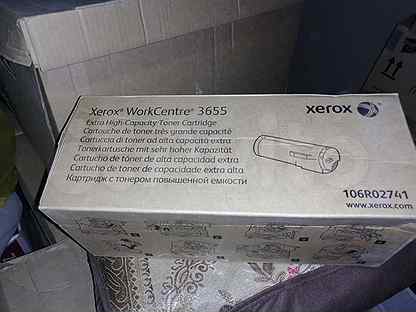 Xerox® WorkCentre® 3655
Extra High-Capacity Toner Cartridge
Cartouche de toner très grande capacité
Cartuccia di toner ad alta capacità extra
Tonerkartusche mit sehr hoher Kapazität
Cartucho de tóner de alta capacidad extra
Cartucho de toner de capacidade extra alta
Картридж с тонером повышенной емкости
xerox
106R02741
www.xerox.com